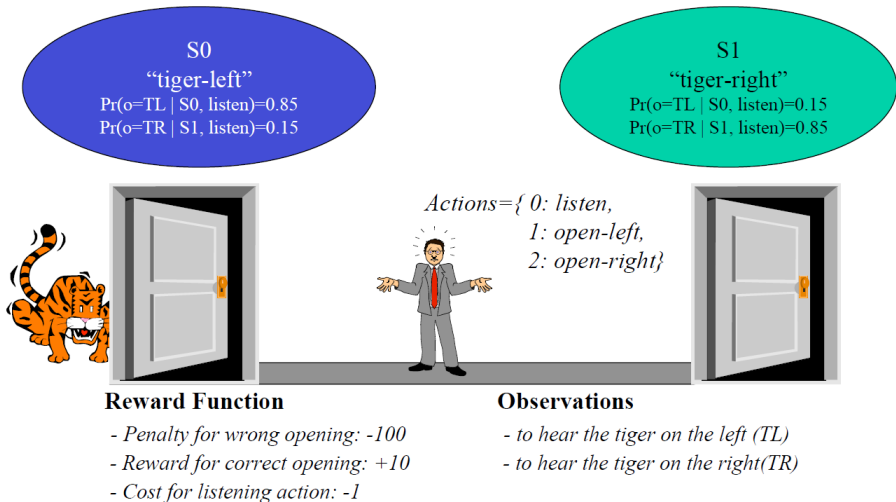 S0
“tiger-left”
Pr(o=TL | S0, listen)=0.85
Pr(o=TR | S1, listen)=0.15
S1
“tiger-right”
Pr(o=TL | S0, listen)=0.15
Pr(o=TR | S1, listen)=0.85
Actions={ 0: listen,
1: open-left,
2: open-right}
Reward Function
- Penalty for wrong opening: -100
- Reward for correct opening: +10
- Cost for listening action: -1
Observations
- to hear the tiger on the left (TL)
- to hear the tiger on the right(TR)